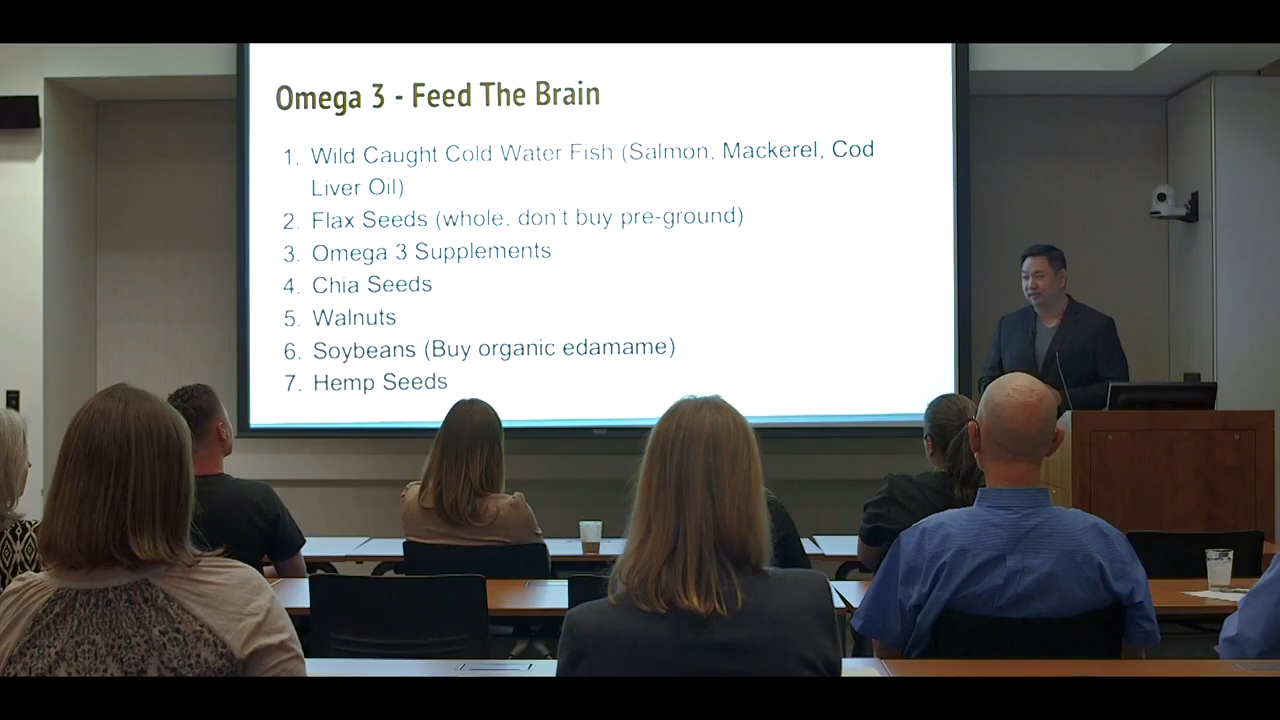 Omega 3 - Feed The Brain
1. Wild Caught Cold Water Fish (Salmon, Mackerel, Cod
Liver Oil)
2. Flax Seeds (whole, don't buy pre-ground)
3. Omega 3 Supplements
4. Chia Seeds
5. Walnuts
6. Soybeans (Buy organic edamame)
7. Hemp Seeds